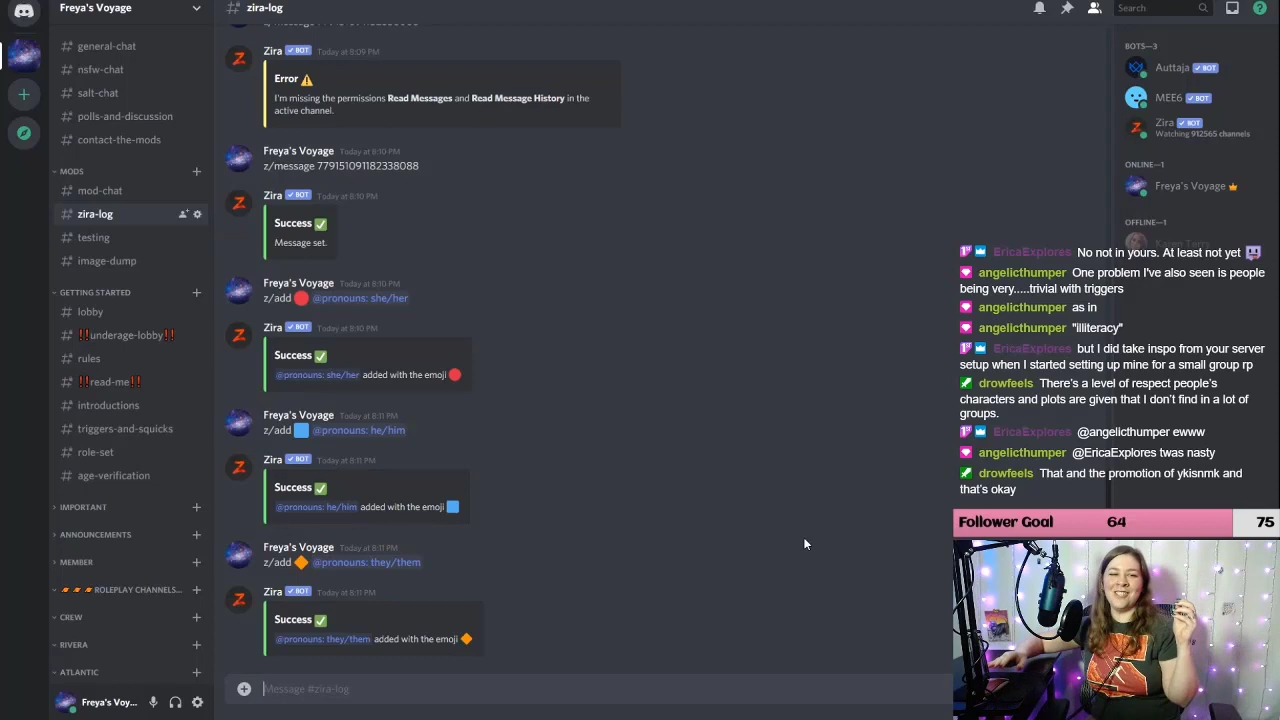 Freya's Voyage
zira-log
Search
general-chat
nsfw-chat
salt-chat
polls-and-discussion
contact-the-mods
MODS
mod-chat
zira-log
testing
image-dump
GETTING STARTED
lobby
‼underage-lobby‼
rules
‼read-me‼
introductions
triggers-and-squicks
role-set
age-verification
IMPORTANT
ANNOUNCEMENTS
MEMBER
ROLEPLAY CHANNELS...
CREW
RIVERA
ATLANTIC
Freya's Voy...
Zira BOT Today at 8:09 PM
Error ⚠
I'm missing the permissions Read Messages and Read Message History in the
active channel.
Freya's Voyage Today at 8:10 PM
z/message 779151091182338088
Zira BOT Today at 8:10 PM
Success ✅
Message set.
Freya's Voyage Today at 8:10 PM
z/add 🔴 @pronouns: she/her
Zira BOT Today at 8:10 PM
Success ✅
@pronouns: she/her added with the emoji 🔴
Freya's Voyage Today at 8:11 PM
z/add 🟦 @pronouns: he/him
Zira BOT Today at 8:11 PM
Success ✅
@pronouns: he/him added with the emoji 🟦
Freya's Voyage Today at 8:11 PM
z/add 🔶 @pronouns: they/them
Zira BOT Today at 8:11 PM
Success ✅
@pronouns: they/them added with the emoji 🔶
Message #zira-log
BOTS—3
Auttaja BOT
MEE6 BOT
Zira BOT
Watching 912565 channels
ONLINE—1
Freya's Voyage
OFFLINE—1
Karen Terry
EricaExplores No not in yours. At least not yet
angelicthumper One problem I've also seen is people
being very.....trivial with triggers
angelicthumper as in
angelicthumper "illiteracy"
EricaExplores but I did take inspo from your server
setup when I started setting up mine for a small group rp
drowfeels There's a level of respect people's
characters and plots are given that I don't find in a lot of
groups.
EricaExplores @angelicthumper ewww
angelicthumper @EricaExplores twas nasty
drowfeels That and the promotion of ykisnmk and
that's okay
Follower Goal 64 75